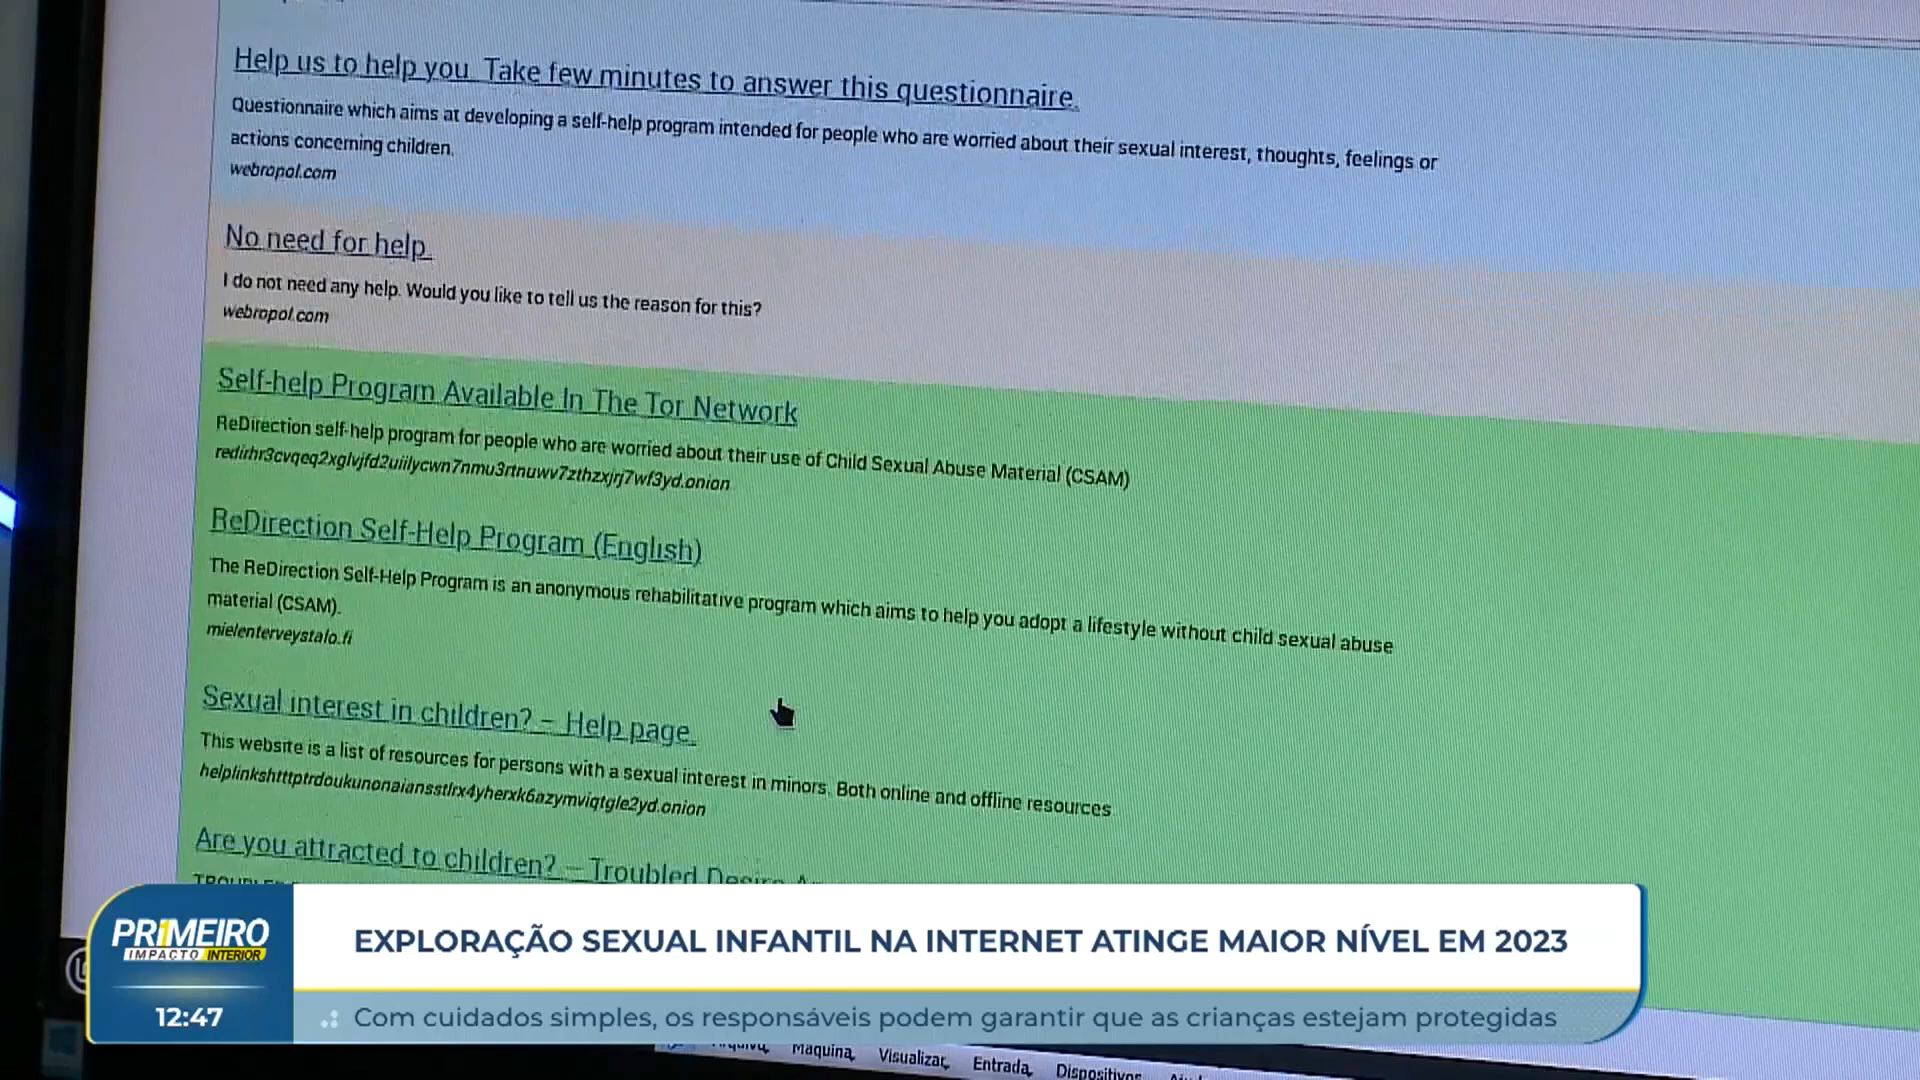 Help us to help you. Take few minutes to answer this questionnaire.
Questionnaire which aims at developing a self-help program intended for people who are worried about their sexual interest, thoughts, feelings or
actions concerning children.
webropol.com
No need for help.
I do not need any help. Would you like to tell us the reason for this?
webropol.com
Self-help Program Available In The Tor Network
ReDirection self-help program for people who are worried about their use of Child Sexual Abuse Material (CSAM)
ReDirection Self-Help Program (English)
The ReDirection Self-Help Program is an anonymous rehabilitative program which aims to help you adopt a lifestyle without child sexual abuse
material (CSAM).
mielenterveystalo.fi
Sexual interest in children? – Help page.
This website is a list of resources for persons with a sexual interest in minors. Both online and offline resources
Are you attracted to children? – Troubled Desire
PR1MEIRO
IMPACTO INTERIOR
12:47
EXPLORAÇÃO SEXUAL INFANTIL NA INTERNET ATINGE MAIOR NÍVEL EM 2023
Com cuidados simples, os responsáveis podem garantir que as crianças estejam protegidas
Arquivo Maquina Visualizar Entrada Dispositivos